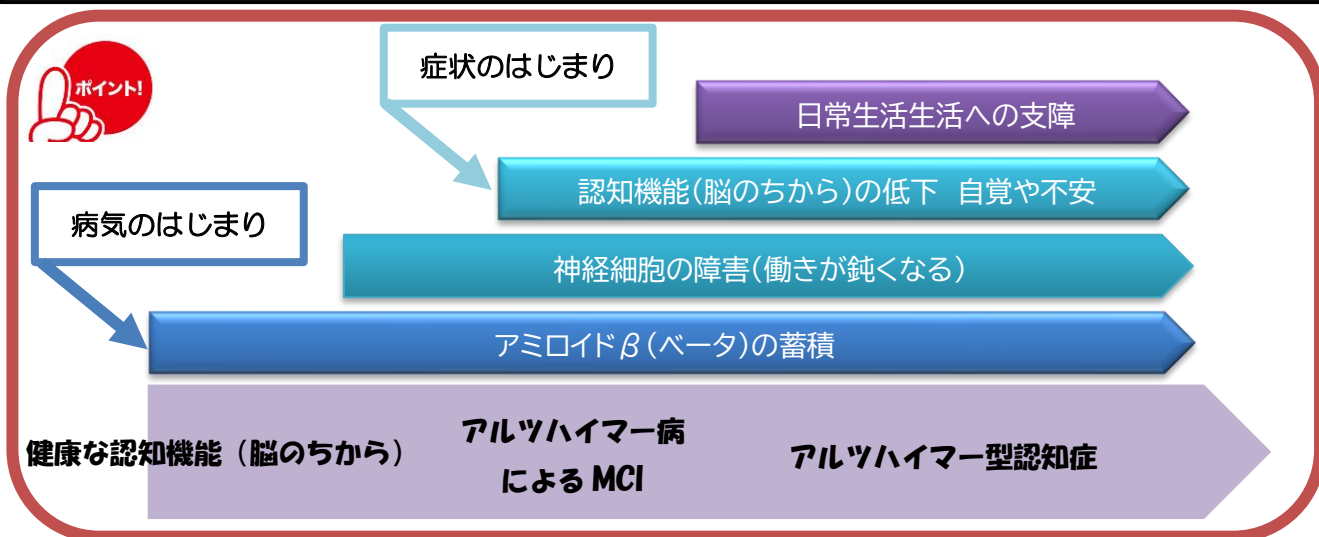 ポイント!
症状のはじまり
日常生活生活への支障
認知機能(脳のちから)の低下 自覚や不安
病気のはじまり
神経細胞の障害(働きが鈍くなる)
アミロイドβ(ベータ)の蓄積
健康な認知機能(脳のちから)
アルツハイマー病
によるMCI
アルツハイマー型認知症